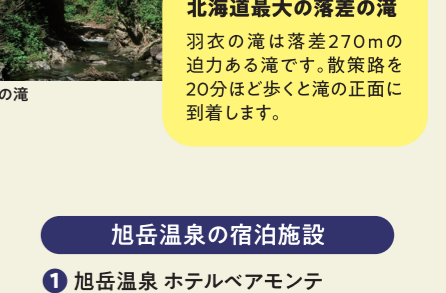 北海道最大の落差の滝
羽衣の滝は落差270mの
迫力ある滝です。散策路を
20分ほど歩くと滝の正面に
到着します。
の滝
旭岳温泉の宿泊施設
1 旭岳温泉 ホテルベアモンテ